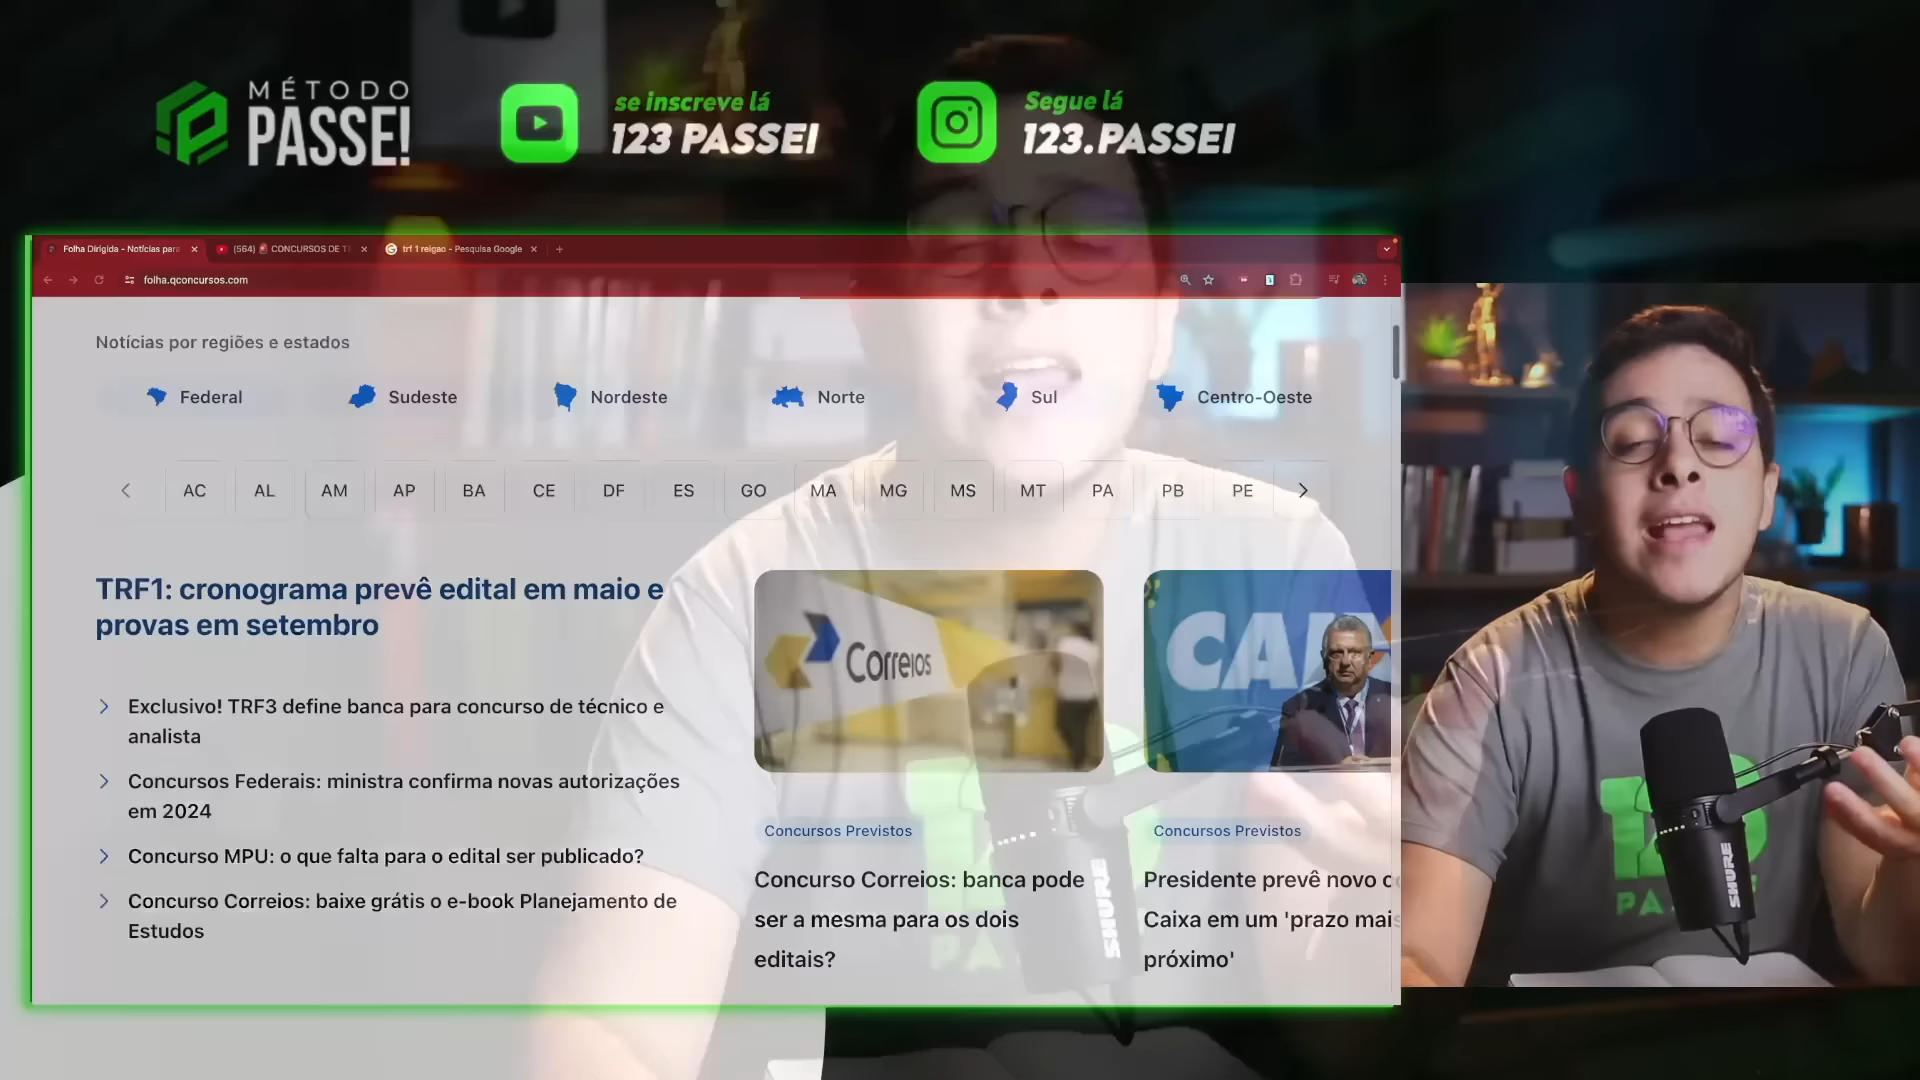 MÉTODO
PASSE!
se inscreve lá
123 PASSEI
Segue lá
123.PASSEI
Folha Dirigida - Notícias para
(564) CONCURSOS DE T
trf 1 reigao - Pesquisa Google
folha.qconcursos.com
Notícias por regiões e estados
Federal
Sudeste
Nordeste
Norte
Sul
Centro-Oeste
AC AL AM AP BA CE DF ES GO MA MG MS MT PA PB PE
TRF1: cronograma prevê edital em maio e
provas em setembro
Exclusivo! TRF3 define banca para concurso de técnico e
analista
Concursos Federais: ministra confirma novas autorizações
em 2024
Concurso MPU: o que falta para o edital ser publicado?
Concurso Correios: baixe grátis o e-book Planejamento de
Estudos
Correios
CAIX
Concursos Previstos
Concurso Correios: banca pode
ser a mesma para os dois
editais?
Concursos Previstos
Presidente prevê novo co
Caixa em um 'prazo mais
próximo'
SHURE
SHURE